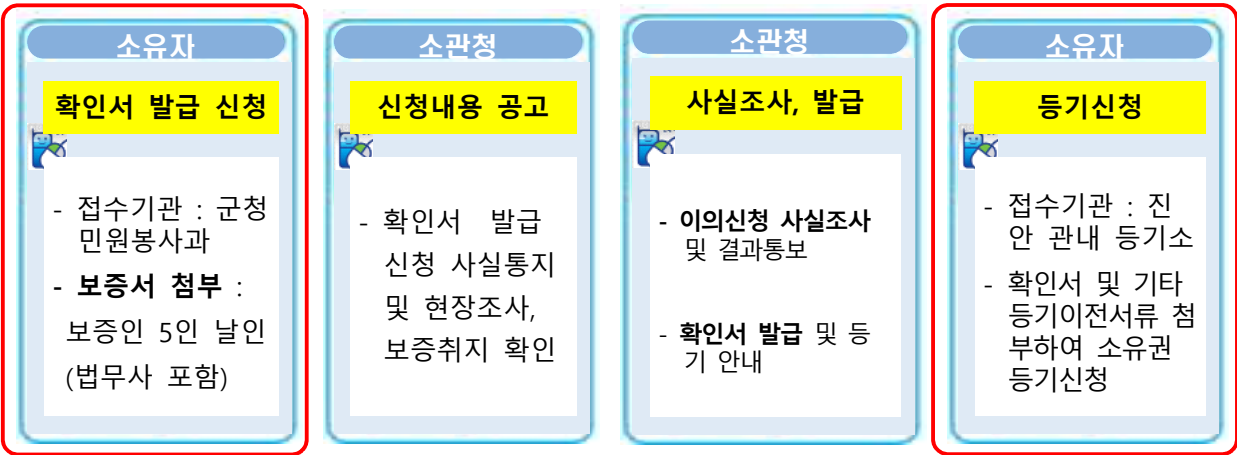 소유자
확인서 발급 신청
- 접수기관 : 군청
민원봉사과
- 보증서 첨부 :
보증인 5인 날인
(법무사 포함)
소관청
신청내용 공고
- 확인서 발급
신청 사실통지
및 현장조사,
보증취지 확인
소관청
사실조사, 발급
- 이의신청 사실조사
및 결과통보
- 확인서 발급 및 등
기 안내
소유자
등기신청
- 접수기관 : 진
안 관내 등기소
- 확인서 및 기타
등기이전서류 첨
부하여 소유권
등기신청